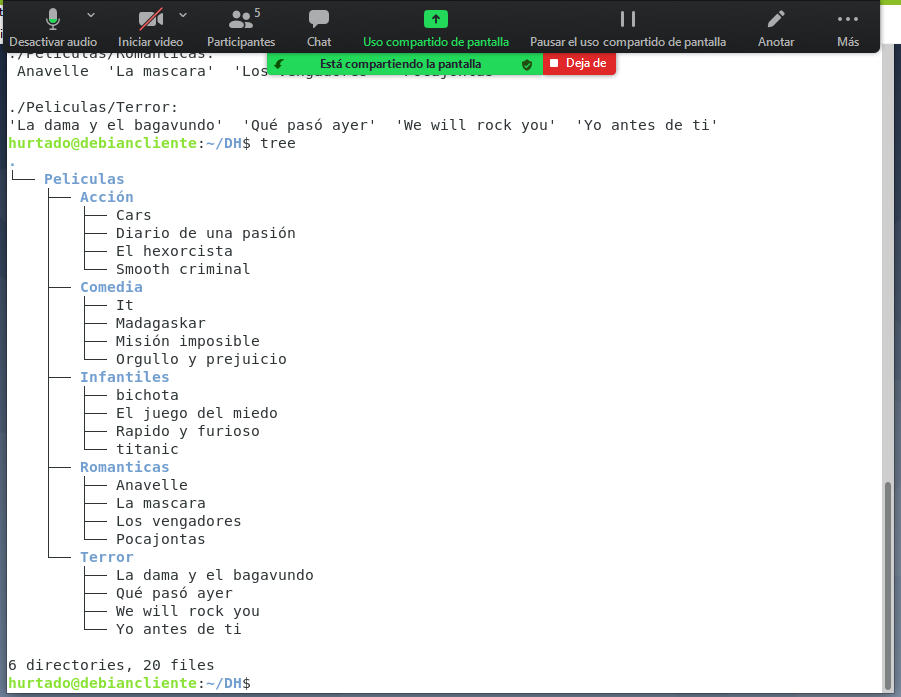 5
Desactivar audio Iniciar video Participantes Chat Uso compartido de pantalla Pausar el uso compartido de pantalla Anotar Más
Está compartiendo la pantalla Deja de
./Peliculas/Romanticas:
Anavelle 'La mascara' 'Los vengadores' Pocajontas
./Peliculas/Terror:
'La dama y el bagavundo' 'Qué pasó ayer' 'We will rock you' 'Yo antes de ti'
hurtado@debiancliente:~/DH$ tree
.
└── Peliculas
├── Acción
├── Cars
├── Diario de una pasión
├── El hexorcista
└── Smooth criminal
├── Comedia
├── It
├── Madagaskar
├── Misión imposible
└── Orgullo y prejuicio
├── Infantiles
├── bichota
├── El juego del miedo
├── Rapido y furioso
└── titanic
├── Romanticas
├── Anavelle
├── La mascara
├── Los vengadores
└── Pocajontas
└── Terror
├── La dama y el bagavundo
├── Qué pasó ayer
├── We will rock you
└── Yo antes de ti
6 directories, 20 files
hurtado@debiancliente:~/DH$